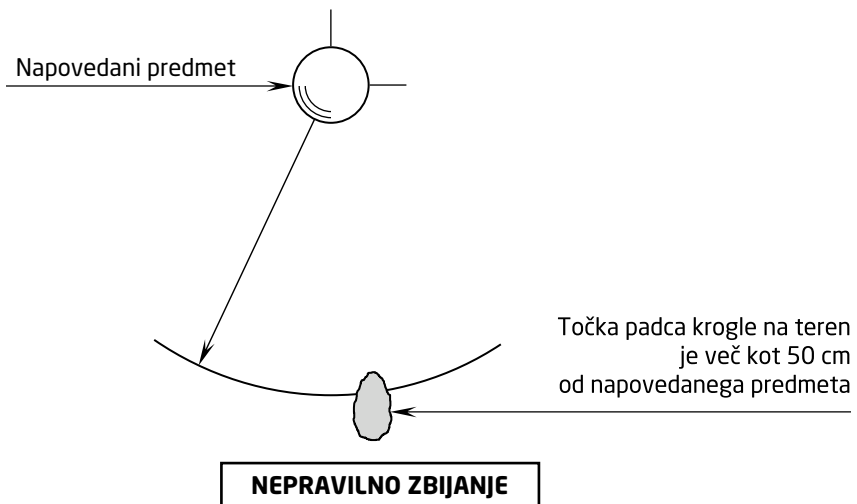 Napovedani predmet
Točka padca krogle na teren
je več kot 50 cm
od napovedanega predmeta
NEPRAVILNO ZBIJANJE